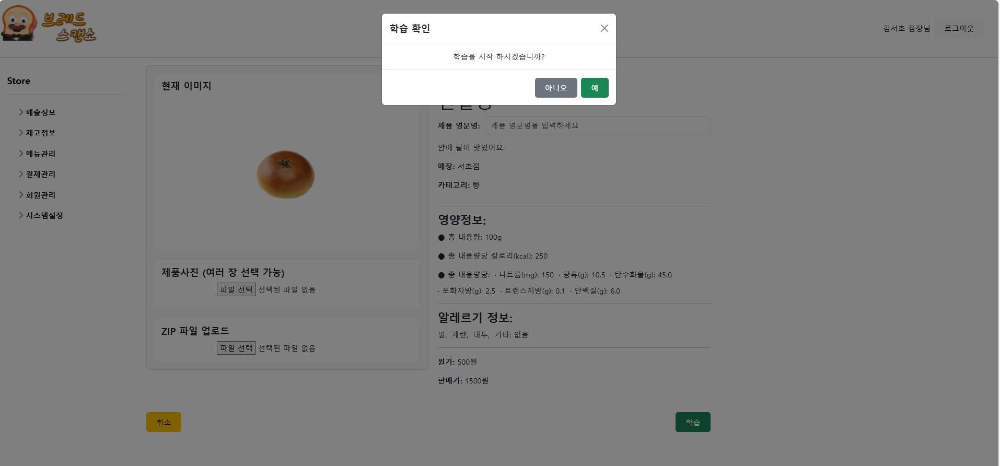 브레드
스캔소
김서초 점장님
로그아웃
학습 확인
학습을 시작 하시겠습니까?
아니오
예
Store
매출정보
재고정보
메뉴관리
결제관리
회원관리
시스템설정
현재 이미지
제품사진 (여러 장 선택 가능)
파일 선택 선택된 파일 없음
ZIP 파일 업로드
파일 선택 선택된 파일 없음
제품 영문명: 제품 영문명을 입력하세요
안에 팥이 맛있어요.
매장: 서초점
카테고리: 빵
영양정보:
● 총 내용량: 100g
● 총 내용량당 칼로리(kcal): 250
● 총 내용량당: · 나트륨(mg): 150 · 당류(g): 10.5 · 탄수화물(g): 45.0
· 포화지방(g): 2.5 · 트랜스지방(g): 0.1 · 단백질(g): 6.0
알레르기 정보:
밀, 계란, 대두, 기타: 없음
원가: 500원
판매가: 1500원
취소
학습